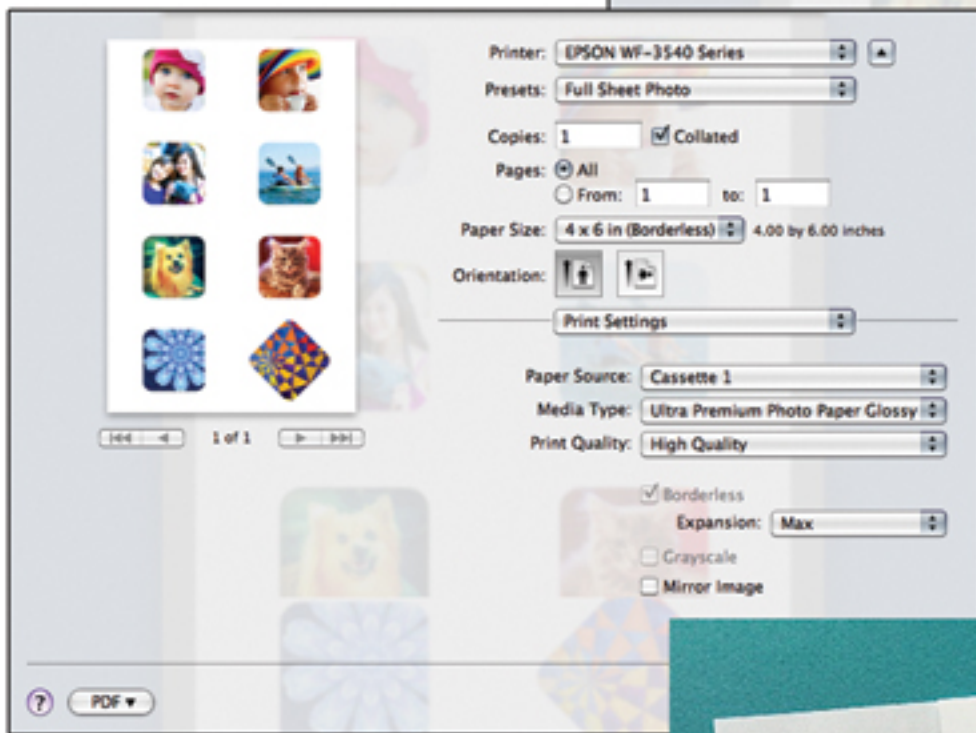 Printer: EPSON WF-3540 Series
Presets: Full Sheet Photo
Copies: 1 Collated
Pages: All
From: 1 to: 1
Paper Size: 4 x 6 in (Borderless) 4.00 by 6.00 inches
Orientation:
Print Settings
Paper Source: Cassette 1
Media Type: Ultra Premium Photo Paper Glossy
1 of 1
Print Quality: High Quality
Borderless
Expansion: Max
Grayscale
Mirror Image
? PDF